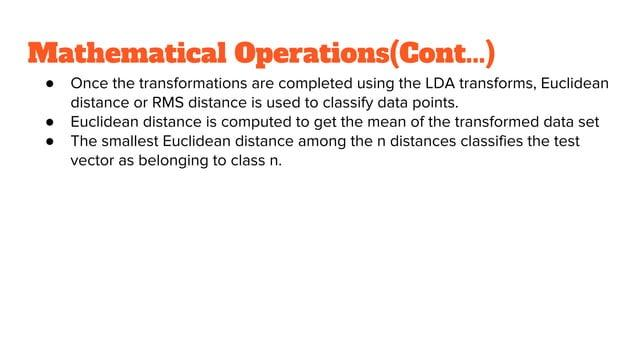 Mathematical Operations(Cont...)
● Once the transformations are completed using the LDA transforms, Euclidean
distance or RMS distance is used to classify data points.
● Euclidean distance is computed to get the mean of the transformed data set
● The smallest Euclidean distance among the n distances classifies the test
vector as belonging to class n.